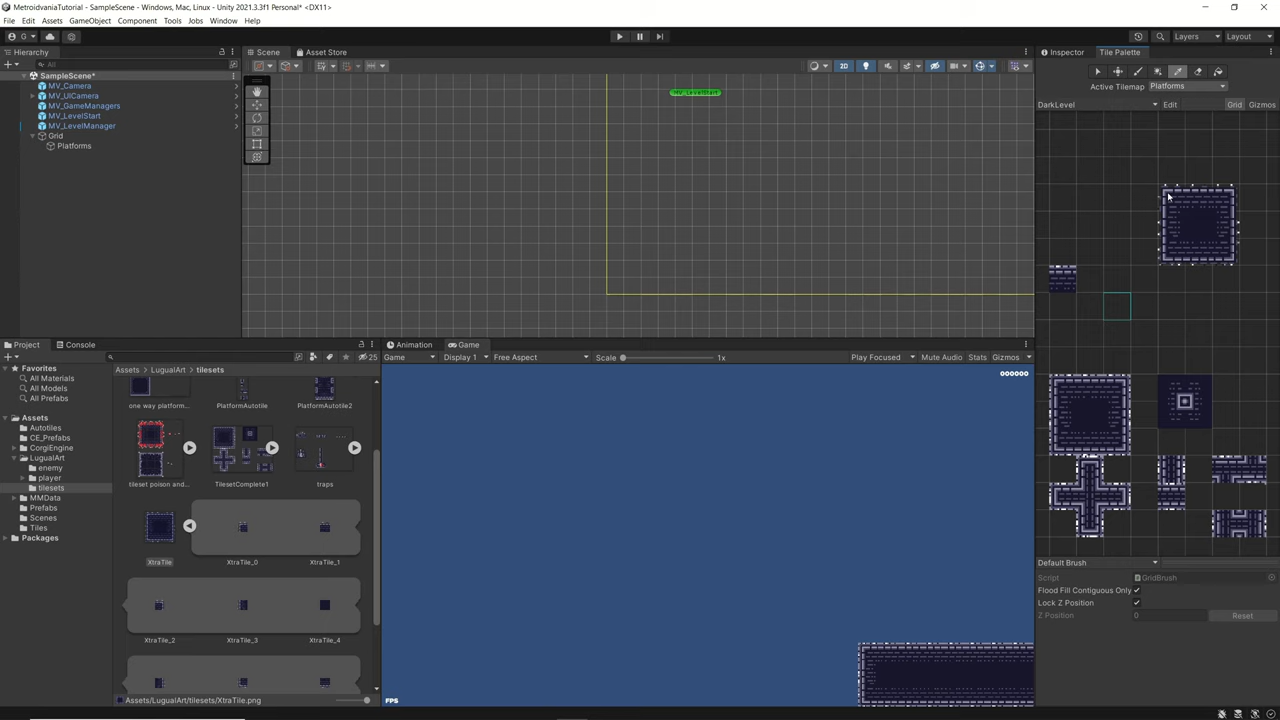 MetroidvaniaTutorial - SampleScene - Windows, Mac, Linux - Unity 2021.3.3f1 Personal* <DX11>
File Edit Assets GameObject Component Tools Jobs Window Help
G
Layers Layout
Hierarchy
All
SampleScene*
MV_Camera
MV_UICamera
MV_GameManagers
MV_LevelStart
MV_LevelManager
Grid
Platforms
Scene Asset Store
2D
MV_LevelStart
Inspector Tile Palette
Active Tilemap Platforms
DarkLevel Edit Grid Gizmos
Default Brush
Script GridBrush
Flood Fill Contiguous Only
Lock Z Position
Z Position 0 Reset
Project Console
25
Favorites
All Materials
All Models
All Prefabs
Assets
Autotiles
CE_Prefabs
CorgiEngine
LugualArt
enemy
player
tilesets
MMData
Prefabs
Scenes
Tiles
Packages
Assets LugualArt tilesets
one way platform... PlatformAutotile PlatformAutotile2
tileset poison and... TilesetComplete1 traps
XtraTile XtraTile_0 XtraTile_1
XtraTile_2 XtraTile_3 XtraTile_4
Assets/LugualArt/tilesets/XtraTile.png
Animation Game
Game Display 1 Free Aspect Scale 1x Play Focused Mute Audio Stats Gizmos
000000
FPS